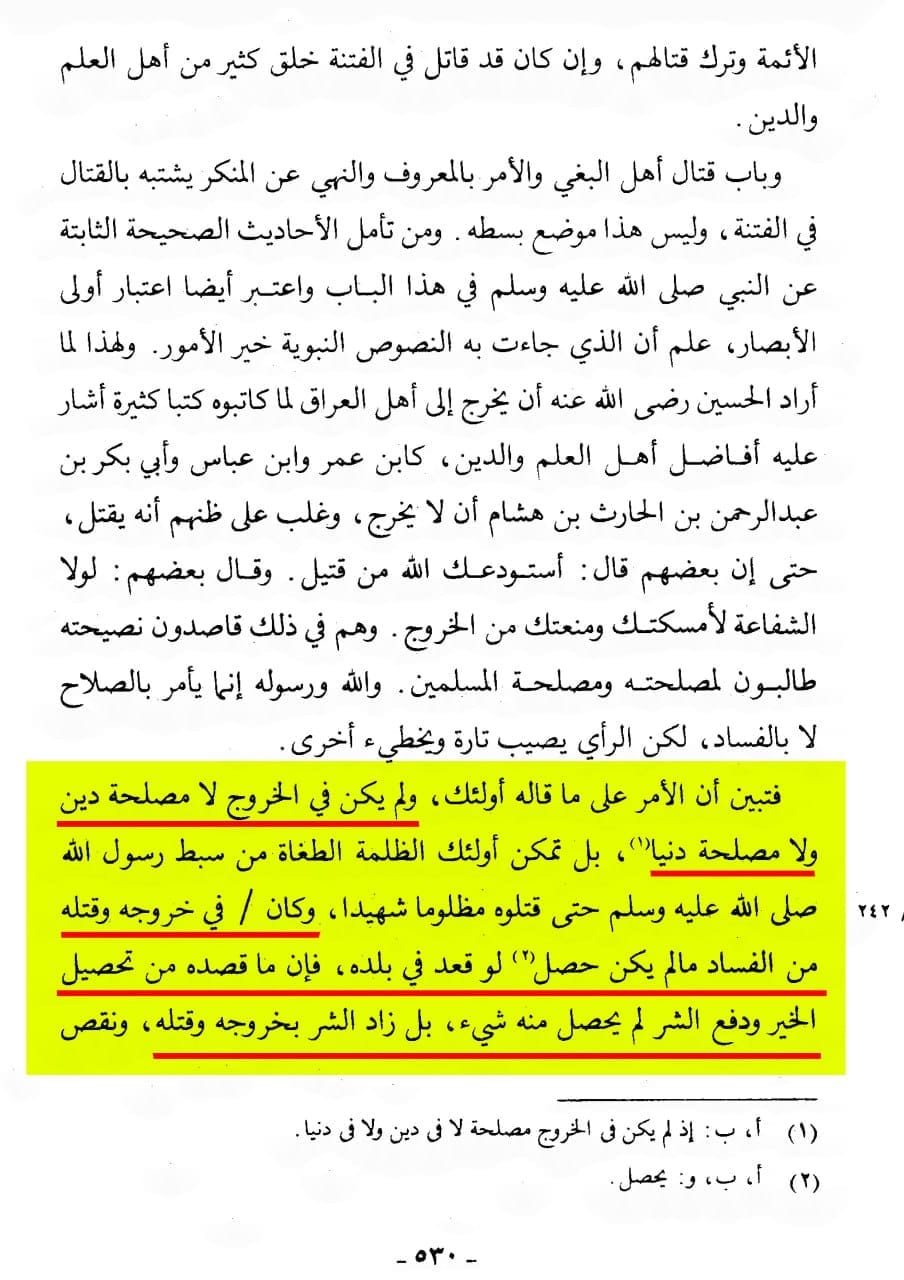 الأئمة وترك قتالهم، وإن كان قد قاتل في الفتنة خلق كثير من أهل العلم
والدين.
وباب قتال أهل البغي والأمر بالمعروف والنهي عن المنكر يشتبه بالقتال
في الفتنة، وليس هذا موضع بسطه. ومن تأمل الأحاديث الصحيحة الثابتة
عن النبي صلى الله عليه وسلم في هذا الباب واعتبر أيضا اعتبار أولى
الأبصار، علم أن الذي جاءت به النصوص النبوية خير الأمور. ولهذا لما
أراد الحسين رضى الله عنه أن يخرج إلى أهل العراق لما كاتبوه كتبا كثيرة أشار
عليه أفاضل أهل العلم والدين، كابن عمر وابن عباس وأبي بكر بن
عبدالرحمن بن الحارث بن هشام أن لا يخرج، وغلب على ظنهم أنه يقتل،
حتى إن بعضهم قال: أستودعك الله من قتيل. وقال بعضهم: لولا
الشفاعة لأمسكتك ومنعتك من الخروج. وهم في ذلك قاصدون نصيحته
طالبون لمصلحته ومصلحة المسلمين. والله ورسوله إنما يأمر بالصلاح
لا بالفساد، لكن الرأي يصيب تارة ويخطيء أخرى.
فتبين أن الأمر على ما قاله أولئك، ولم يكن في الخروج لا مصلحة دين
ولا مصلحة دنيا(١)، بل تمكن أولئك الظلمة الطغاة من سبط رسول الله
صلى الله عليه وسلم حتى قتلوه مظلوما شهيدا، وكان / في خروجه وقتله / ٢٤٢
من الفساد مالم يكن حصل(٢) لو قعد في بلده، فإن ما قصده من تحصيل
الخير ودفع الشر لم يحصل منه شيء، بل زاد الشر بخروجه وقتله، ونقص
(١) أ، ب: إذ لم يكن فى الخروج مصلحة لا فى دين ولا فى دنيا.
(٢) أ، ب، و: يحصل.
- ٥٣٠ -